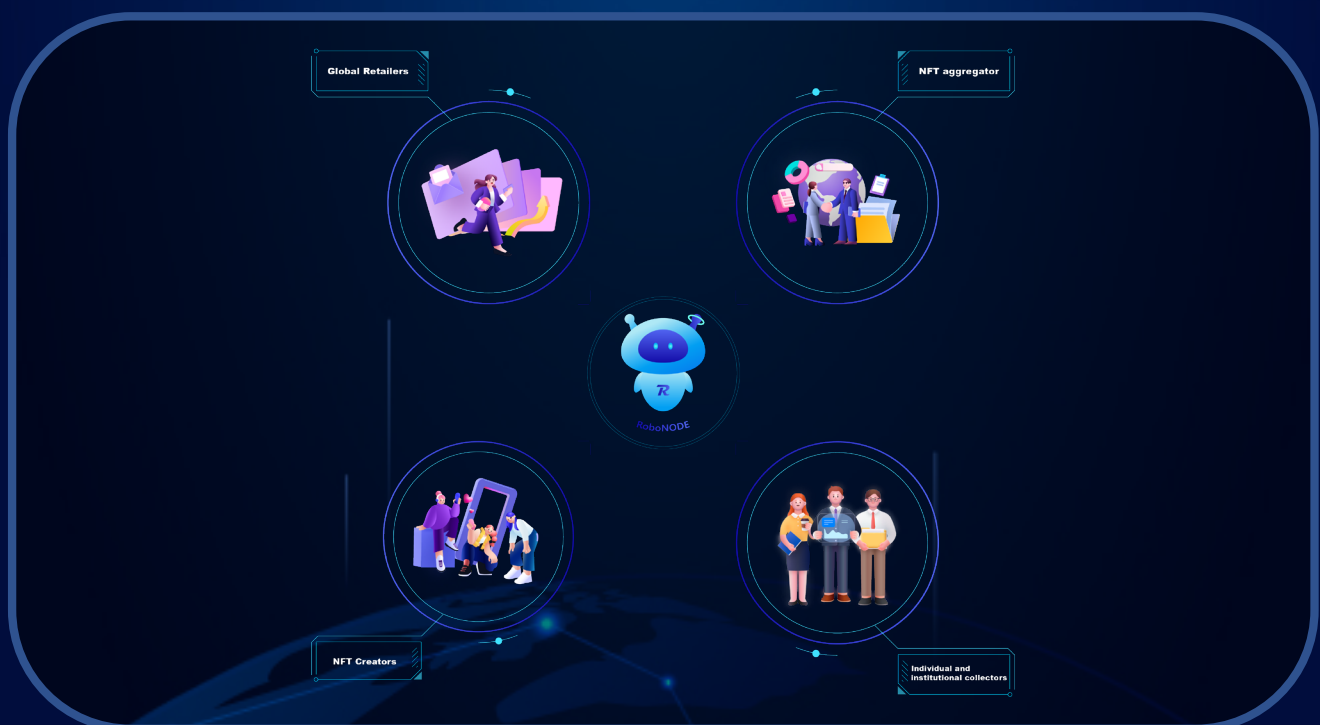 Global Retailers
NFT aggregator
R
RoboNODE
NFT Creators
Individual and
institutional collectors